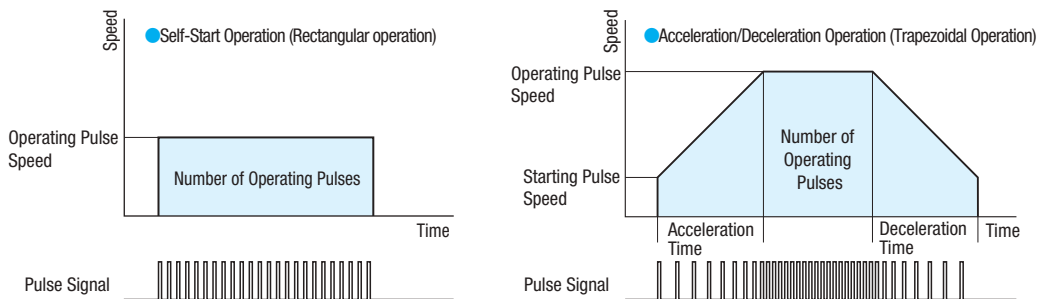 Speed
Self-Start Operation (Rectangular operation)
Operating Pulse
Speed
Number of Operating Pulses
Time
Pulse Signal
Speed
Acceleration/Deceleration Operation (Trapezoidal Operation)
Operating Pulse
Speed
Number of
Operating
Pulses
Starting Pulse
Speed
Acceleration
Time
Deceleration
Time
Time
Pulse Signal